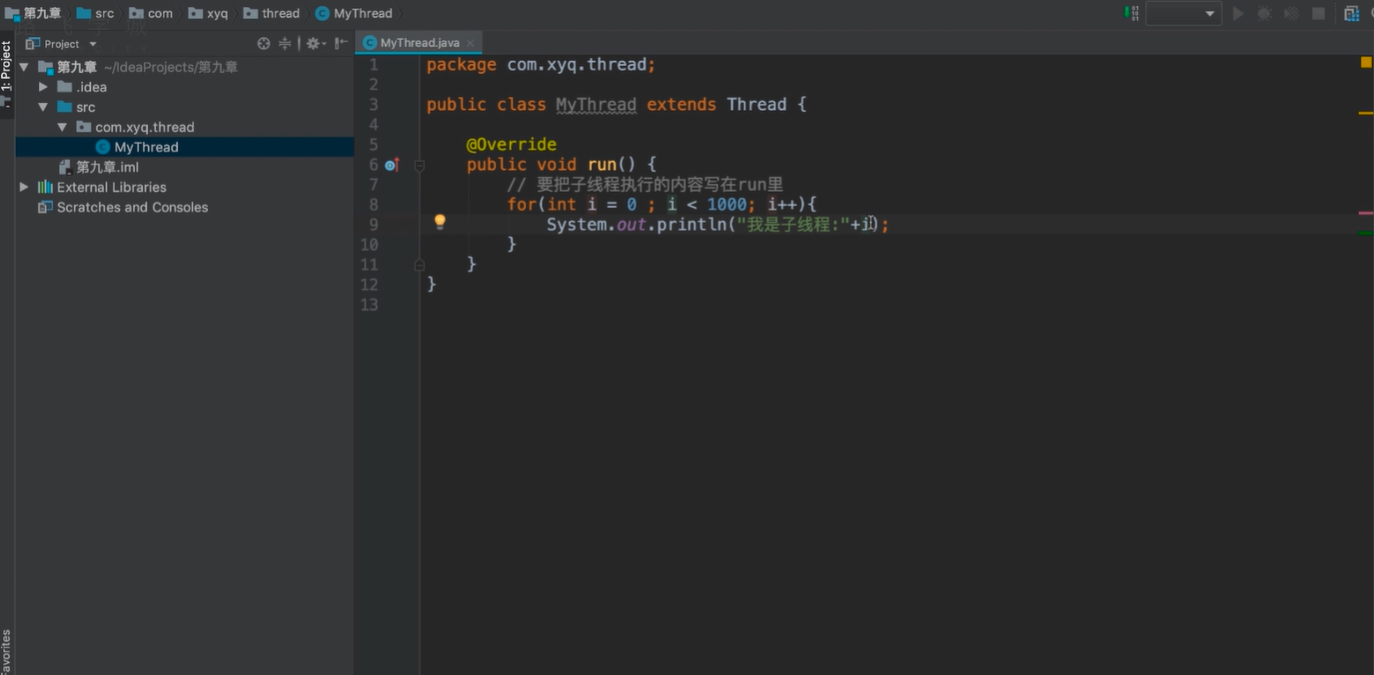 第九章 src com xyq thread MyThread
1: Project
Project
MyThread.java
第九章 ~/IdeaProjects/第九章
.idea
src
com.xyq.thread
MyThread
第九章.iml
External Libraries
Scratches and Consoles
1 package com.xyq.thread;
2
3 public class MyThread extends Thread {
4
5 @Override
6 public void run() {
7 // 要把子线程执行的内容写在run里
8 for(int i = 0 ; i < 1000; i++){
9 System.out.println("我是子线程:"+i);
10 }
11 }
12 }
13
Favorites